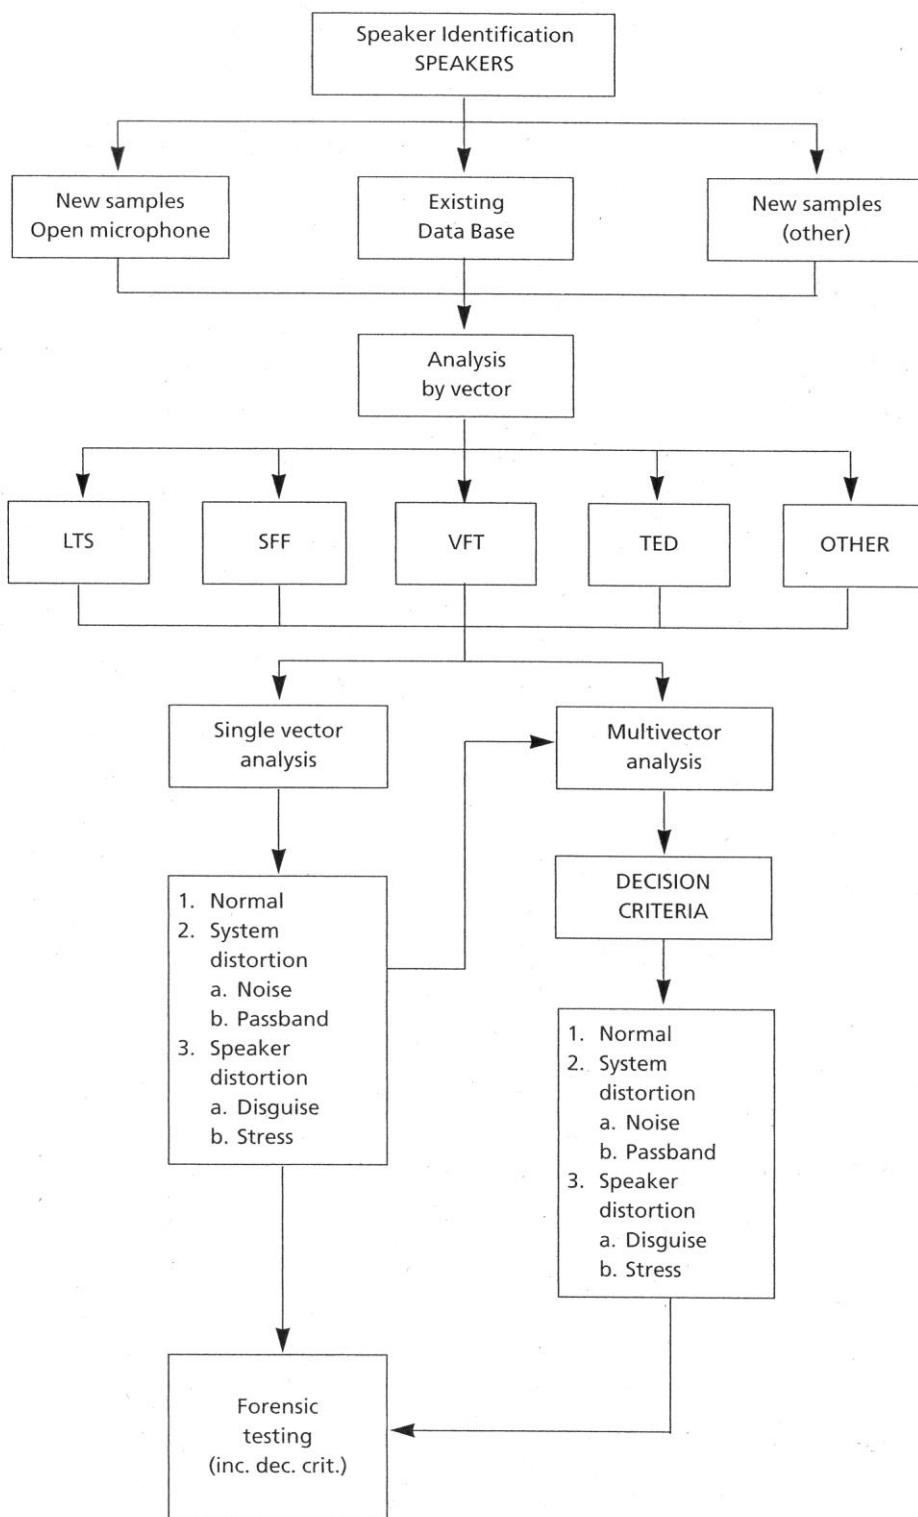 Speaker Identification
SPEAKERS
New samples
Open microphone
Existing
Data Base
New samples
(other)
Analysis
by vector
LTS
SFF
VFT
TED
OTHER
Single vector
analysis
Multivector
analysis
1. Normal
2. System
distortion
a. Noise
b. Passband
3. Speaker
distortion
a. Disguise
b. Stress
DECISION
CRITERIA
1. Normal
2. System
distortion
a. Noise
b. Passband
3. Speaker
distortion
a. Disguise
b. Stress
Forensic
testing
(inc. dec. crit.)